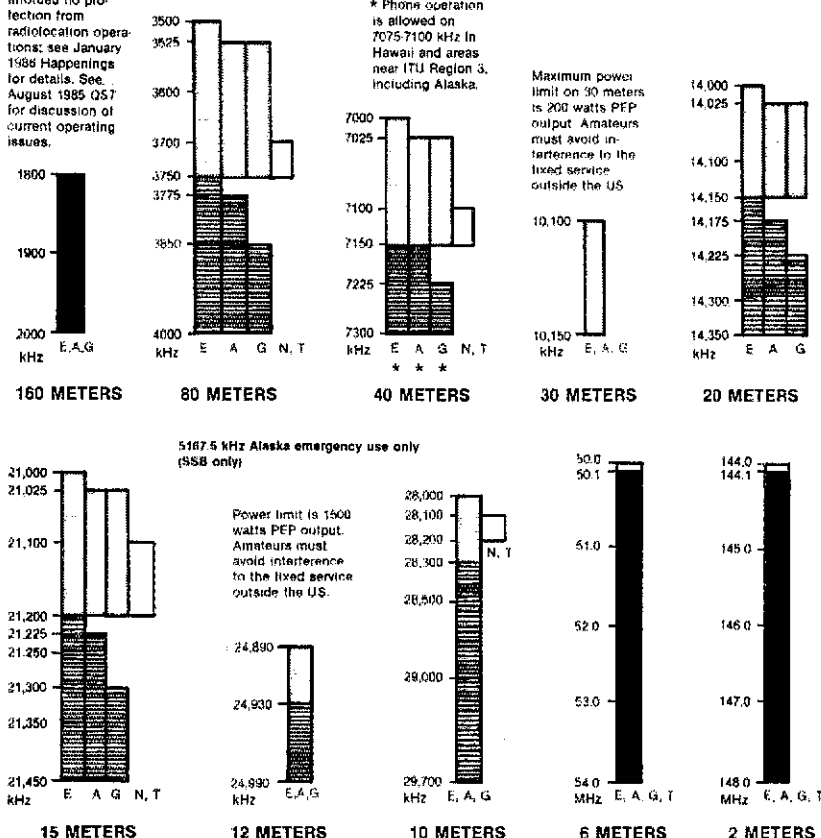 afforded no pro-
tection from
radiolocation opera-
tions; see January
1986 Happenings
for details. See
August 1985 QST
for discussion of
current operating
issues.
1800
1900
2000
kHz
E,A,G
160 METERS
3500
3525
3600
3700
3750
3775
3850
4000
kHz
E A G N, T
80 METERS
* Phone operation
is allowed on
7075-7100 kHz in
Hawaii and areas
near ITU Region 3,
including Alaska.
7000
7025
7100
7150
7225
7300
kHz
E A G N, T
* * *
40 METERS
Maximum power
limit on 30 meters
is 200 watts PEP
output. Amateurs
must avoid in-
terference to the
fixed service
outside the US
10,100
10,150
kHz
E, A, G
30 METERS
14,000
14,025
14,100
14,150
14,175
14,225
14,300
14,350
kHz
E A G
20 METERS
5167.5 kHz Alaska emergency use only
(SSB only)
21,000
21,025
21,100
21,200
21,225
21,250
21,300
21,350
21,450
kHz
E A G N, T
15 METERS
Power limit is 1500
watts PEP output.
Amateurs must
avoid interference
to the fixed service
outside the US.
24,890
24,930
24,990
kHz
E,A,G
12 METERS
28,000
28,100
28,200
28,300
28,500
29,000
29,700
kHz
N, T
E, A, G
10 METERS
50.0
50.1
51.0
52.0
53.0
54.0
MHz
E, A, G, T
6 METERS
144.0
144.1
145.0
146.0
147.0
148.0
MHz
E, A, G, T
2 METERS